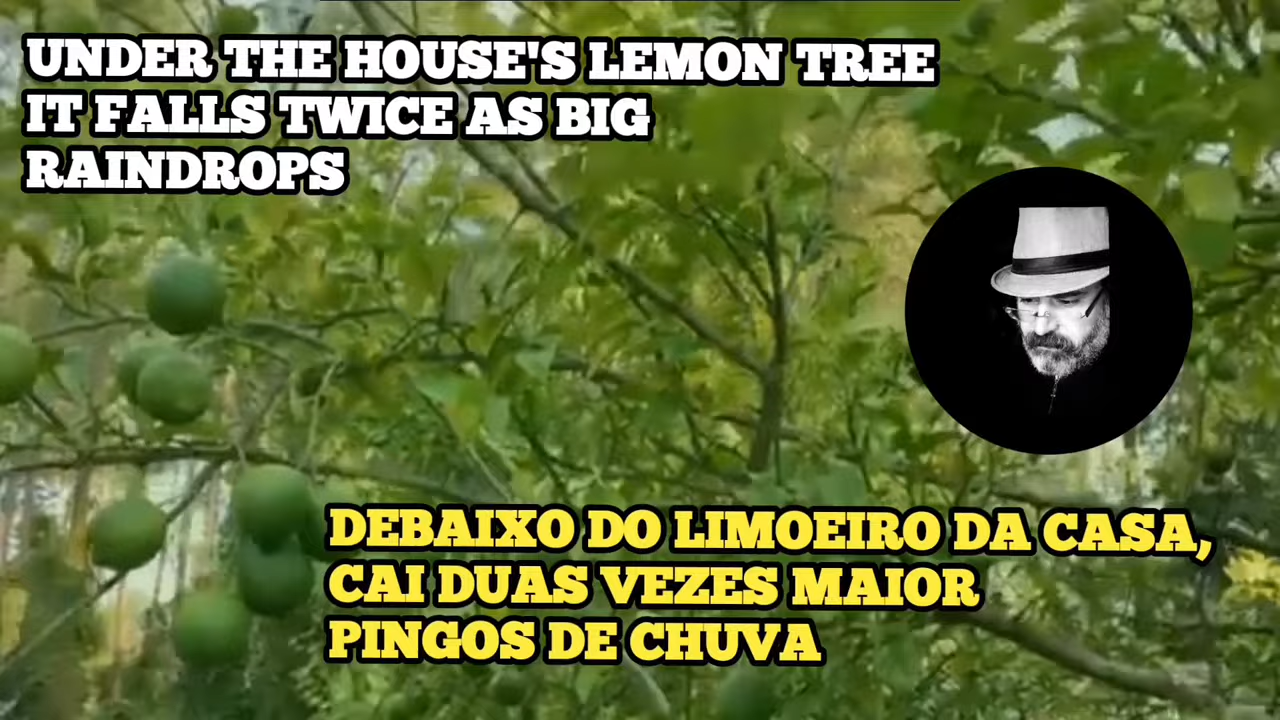 UNDER THE HOUSE'S LEMON TREE
IT FALLS TWICE AS BIG
RAINDROPS
DEBAIXO DO LIMOEIRO DA CASA,
CAI DUAS VEZES MAIOR
PINGOS DE CHUVA